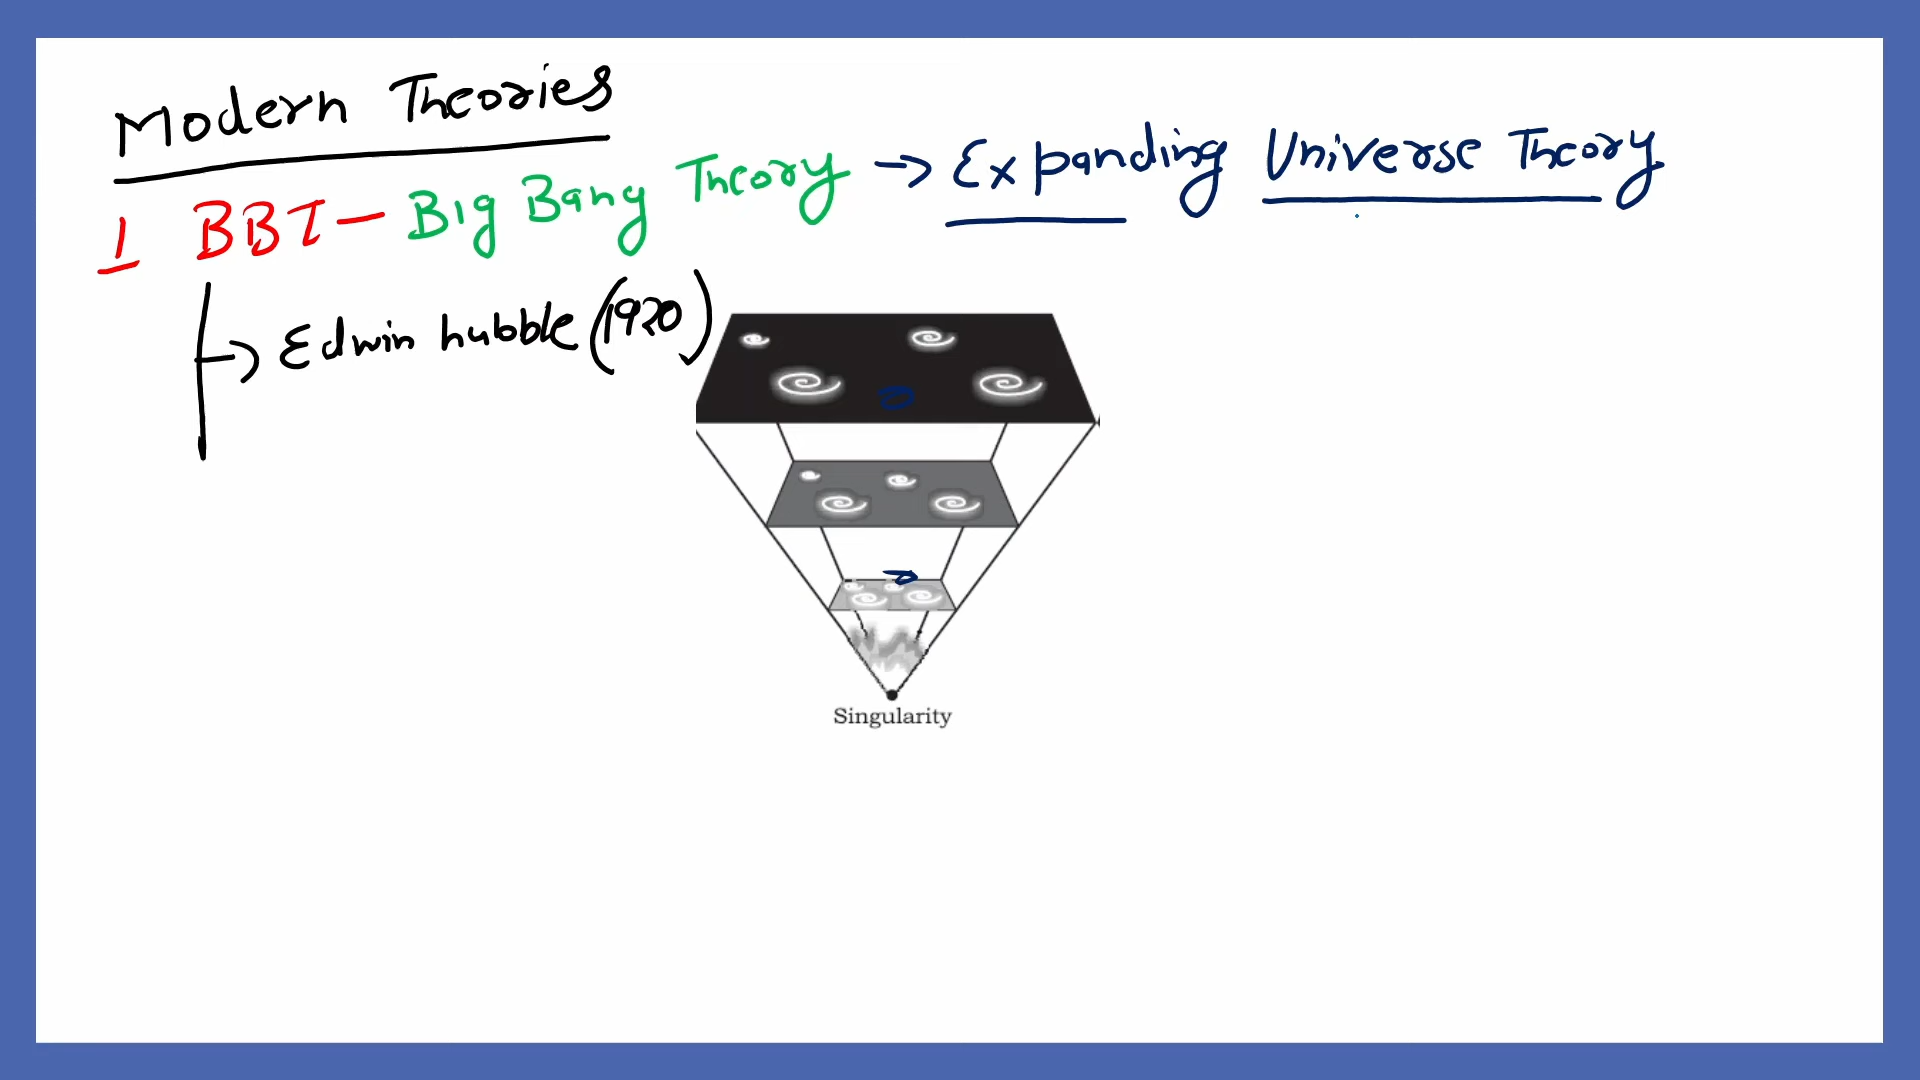 Modern Theories
1 BBT - Big Bang Theory → Expanding Universe Theory
→ Edwin hubble (1920)
Singularity